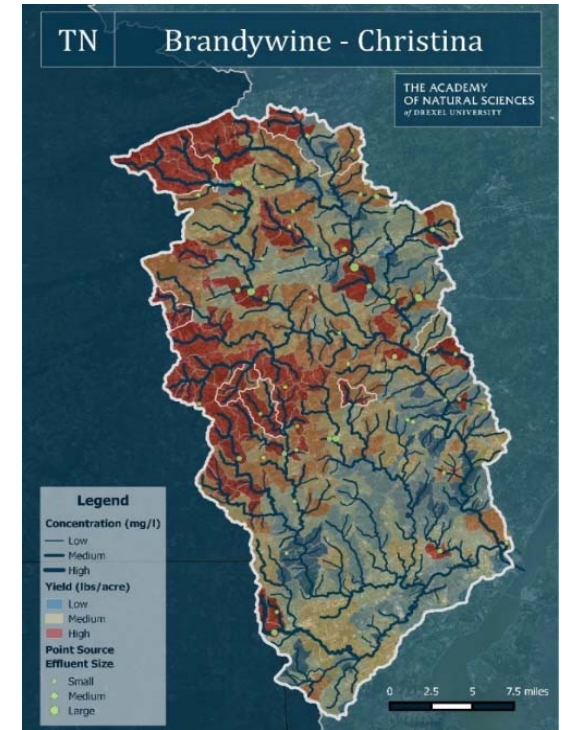 TN
Brandywine - Christina
THE ACADEMY
OF NATURAL SCIENCES
of DREXEL UNIVERSITY
Legend
Concentration (mg/l)
Low
Medium
High
Yield (lbs/acre)
Low
Medium
High
Point Source
Effluent Size
Small
Medium
Large
0 2.5 5 7.5 miles